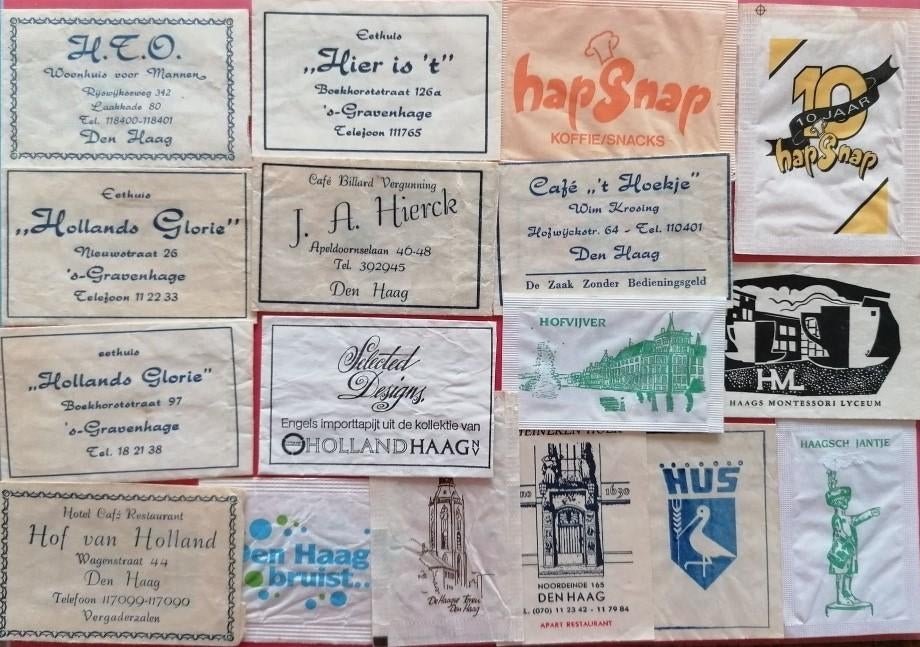 H.T.O.
Woonhuis voor Mannen
Rijswijkseweg 342
Laakkade 80
Tel. 118400-118401
Den Haag
Eethuis
„Hier is 't"
Boekhorststraat 126a
's-Gravenhage
Telefoon 111765
hapSnap
KOFFIE/SNACKS
10
10 JAAR
hapSnap
Eethuis
„Hollands Glorie"
Nieuwstraat 26
's-Gravenhage
Telefoon 11 22 33
Café Billard Vergunning
J. A. Hierck
Apeldoornselaan 46-48
Tel. 392945
Den Haag
Café „'t Hoekje"
Wim Krosing
Hofwijckstr. 64 - Tel. 110401
Den Haag
De Zaak Zonder Bedieningsgeld
HML
HAAGS MONTESSORI LYCEUM
eethuis
„Hollands Glorie"
Boekhorststraat 97
's-Gravenhage
Tel. 18 21 38
Selected
Designs,
Engels importtapijt uit de kollektie van
HOLLANDHAAG NV
HOFVIJVER
Hotel Café Restaurant
Hof van Holland
Wagenstraat 44
Den Haag
Telefoon 117099-117090
Vergaderzalen
Den Haag
bruist..
De Haagse Toren
Den Haag
HEINEKEN HOEK
no 1630
NOORDEINDE 165
DEN HAAG
L. (070) 11 23 42 - 11 79 84
APART RESTAURANT
HUS
HAAGSCH JANTJE